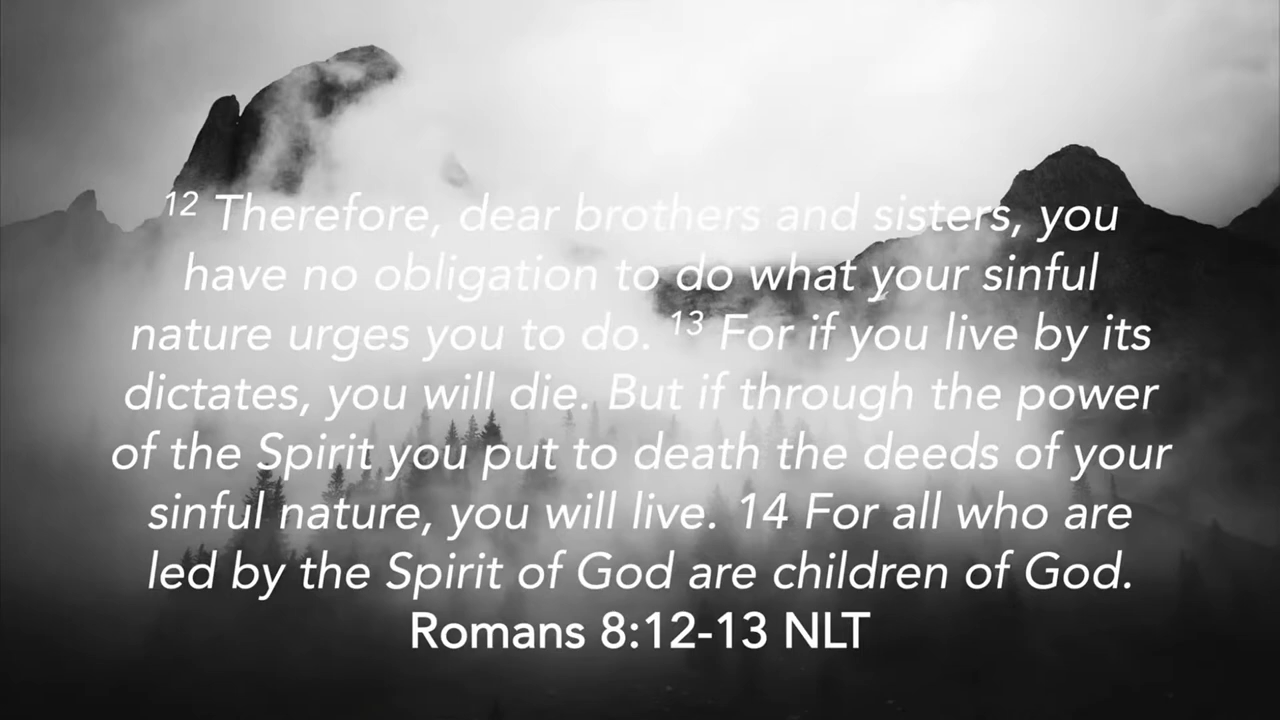 12 Therefore, dear brothers and sisters, you
have no obligation to do what your sinful
nature urges you to do. 13 For if you live by its
dictates, you will die. But if through the power
of the Spirit you put to death the deeds of your
sinful nature, you will live. 14 For all who are
led by the Spirit of God are children of God.
Romans 8:12-13 NLT